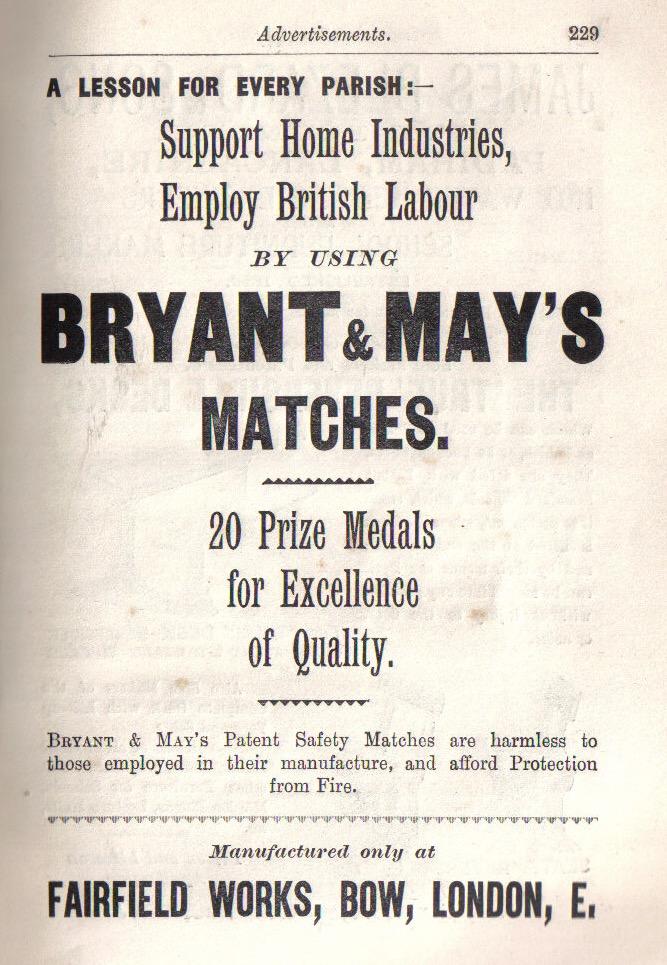 Advertisements. 229
A LESSON FOR EVERY PARISH:—
Support Home Industries,
Employ British Labour
BY USING
BRYANT & MAY'S
MATCHES.
20 Prize Medals
for Excellence
of Quality.
BRYANT & MAY'S Patent Safety Matches are harmless to
those employed in their manufacture, and afford Protection
from Fire.
Manufactured only at
FAIRFIELD WORKS, BOW, LONDON, E.